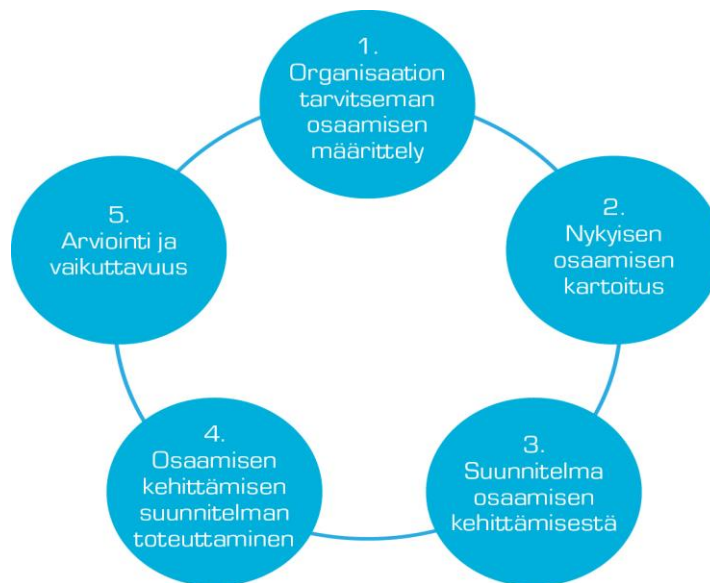 1.
Organisaation
tarvitseman
osaamisen
määrittely
2.
Nykyisen
osaamisen
kartoitus
3.
Suunnitelma
osaamisen
kehittämisestä
4.
Osaamisen
kehittämisen
suunnitelman
toteuttaminen
5.
Arviointi ja
vaikuttavuus